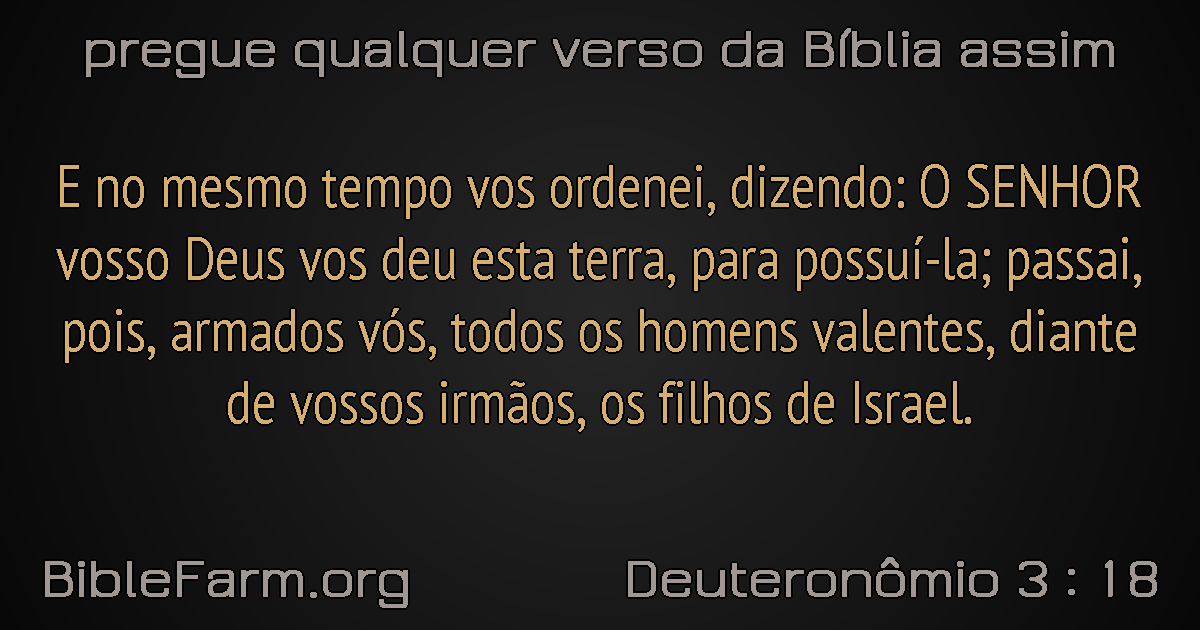 pregue qualquer verso da Bíblia assim
E no mesmo tempo vos ordenei, dizendo: O SENHOR
vosso Deus vos deu esta terra, para possuí-la; passai,
pois, armados vós, todos os homens valentes, diante
de vossos irmãos, os filhos de Israel.
BibleFarm.org
Deuteronômio 3 : 18